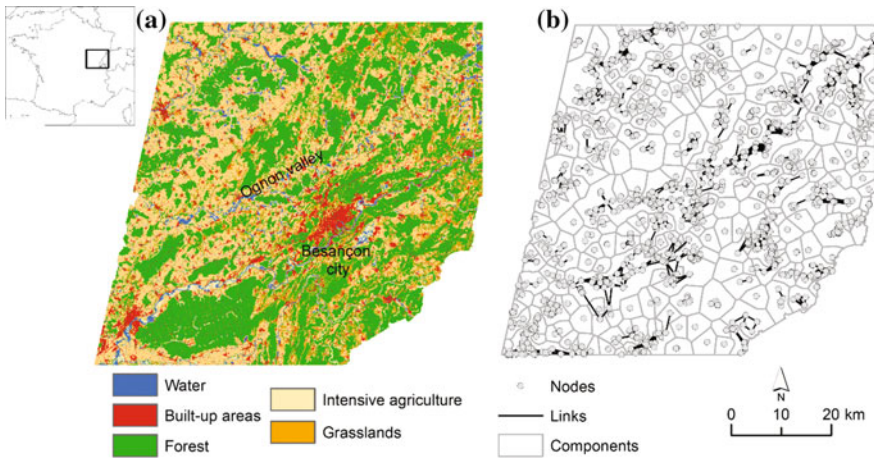 (a)
(b)
Ognon valley
Besançon
city
Water
Built-up areas
Forest
Intensive agriculture
Grasslands
Nodes
Links
Components
N
0 10 20 km